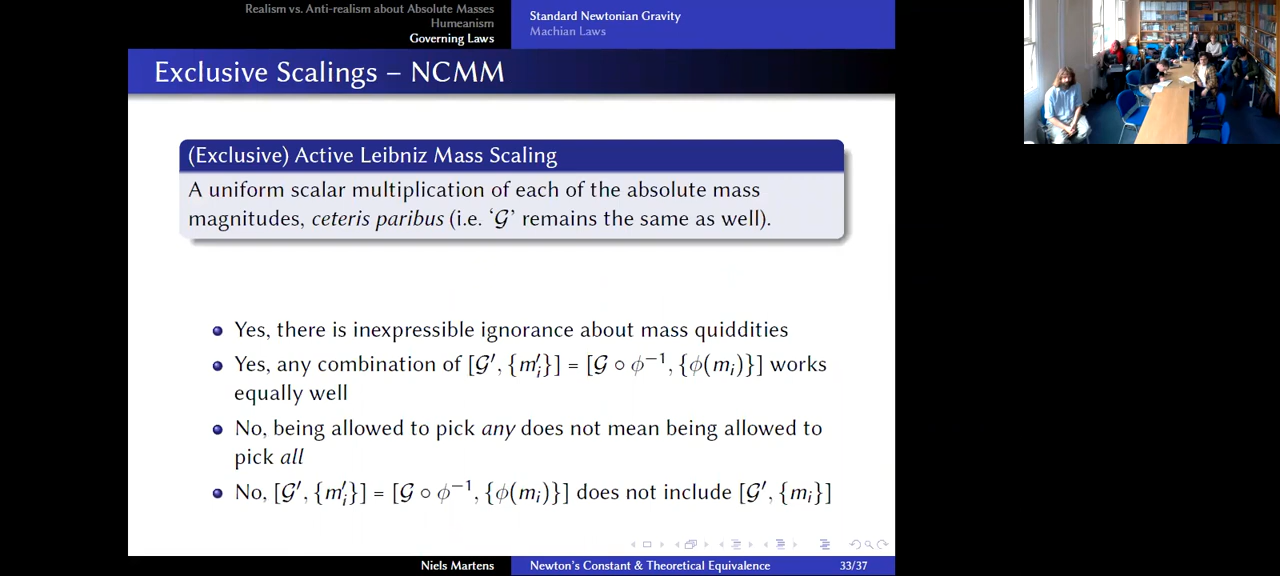 Realism vs. Anti-realism about Absolute Masses
Humeanism
Governing Laws
Standard Newtonian Gravity
Machian Laws
Exclusive Scalings – NCMM
(Exclusive) Active Leibniz Mass Scaling
A uniform scalar multiplication of each of the absolute mass
magnitudes, ceteris paribus (i.e. ‘𝒢’ remains the same as well).
Yes, there is inexpressible ignorance about mass quiddities
Yes, any combination of [𝒢′, {m′ᵢ}] = [𝒢 ∘ ϕ⁻¹, {ϕ(mᵢ)}] works
equally well
No, being allowed to pick any does not mean being allowed to
pick all
No, [𝒢′, {m′ᵢ}] = [𝒢 ∘ ϕ⁻¹, {ϕ(mᵢ)}] does not include [𝒢′, {mᵢ}]
Niels Martens
Newton's Constant & Theoretical Equivalence
33/37